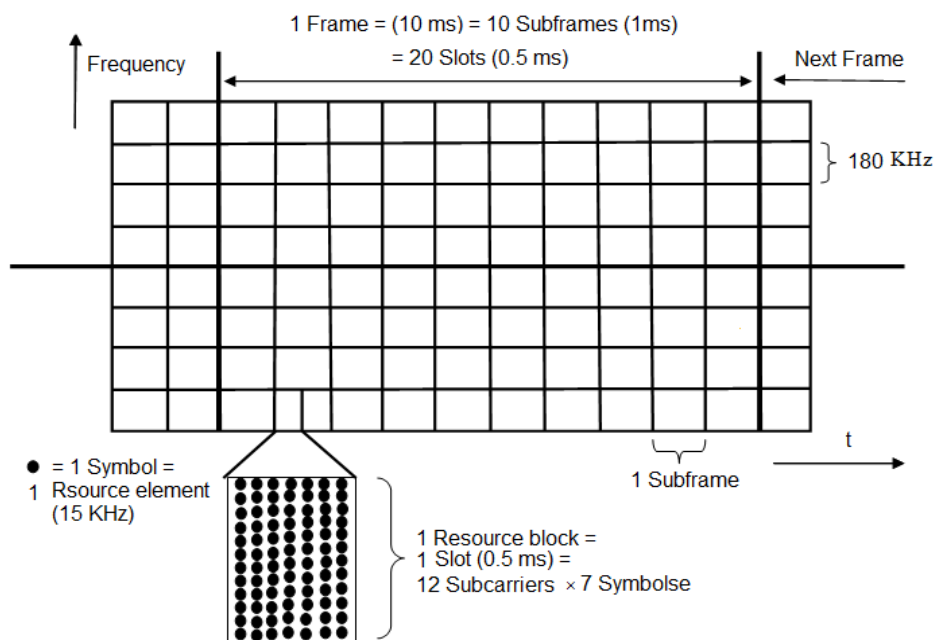 1 Frame = (10 ms) = 10 Subframes (1ms)
= 20 Slots (0.5 ms)
Frequency
Next Frame
180 KHz
t
1 Subframe
= 1 Symbol =
1 Rsource element
(15 KHz)
1 Resource block =
1 Slot (0.5 ms) =
12 Subcarriers × 7 Symbolse